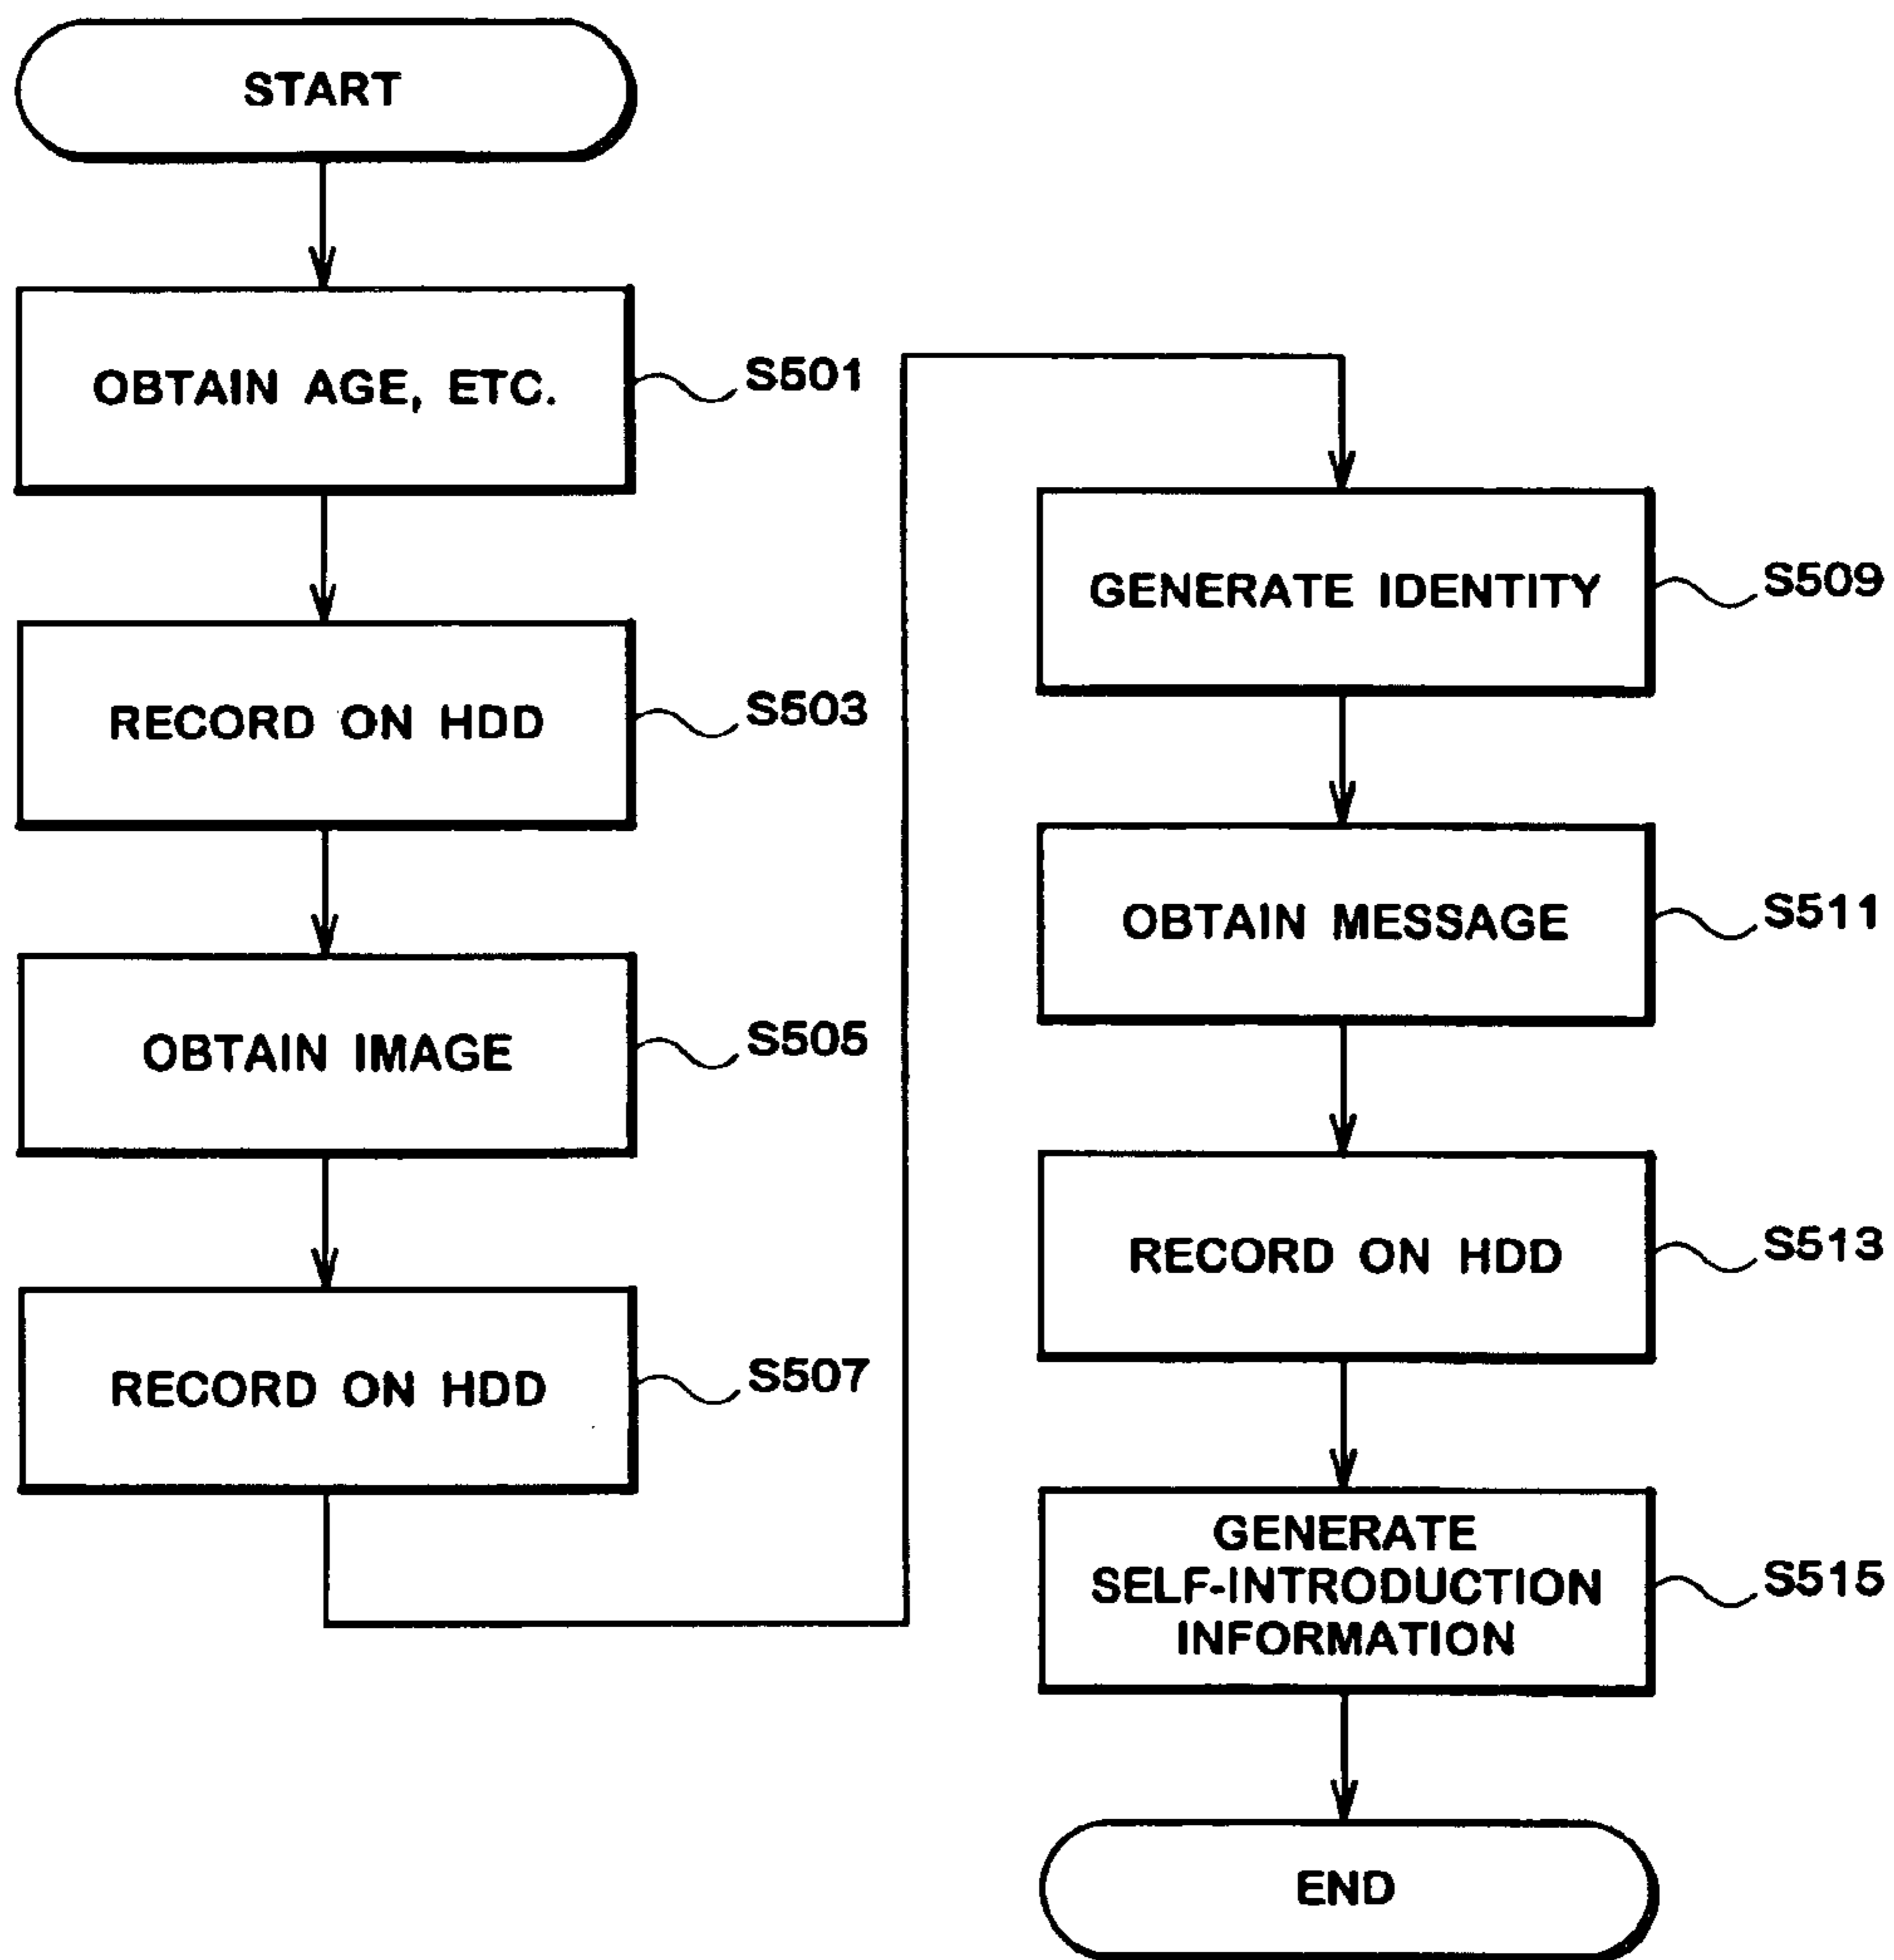 START
OBTAIN AGE, ETC.
S501
RECORD ON HDD
S503
OBTAIN IMAGE
S505
RECORD ON HDD
S507
GENERATE IDENTITY
S509
OBTAIN MESSAGE
S511
RECORD ON HDD
S513
GENERATE
SELF-INTRODUCTION
INFORMATION
S515
END